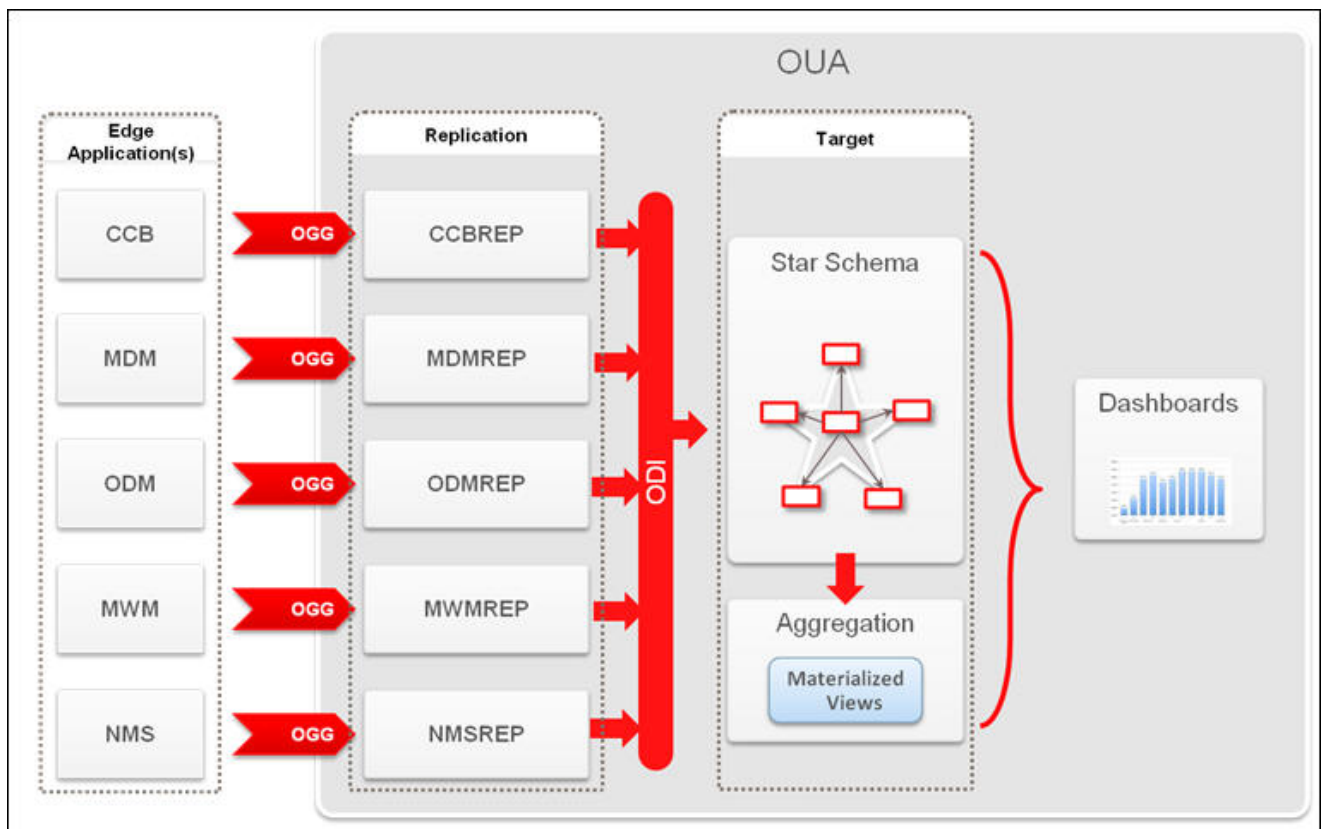 OUA
Edge
Application(s)
CCB
MDM
ODM
MWM
NMS
OGG
OGG
OGG
OGG
OGG
Replication
CCBREP
MDMREP
ODMREP
MWMREP
NMSREP
ODI
Target
Star Schema
Aggregation
Materialized
Views
Dashboards